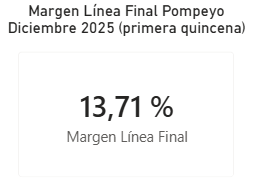 Margen Línea Final Pompeyo
Diciembre 2025 (primera quincena)
13,71 %
Margen Línea Final